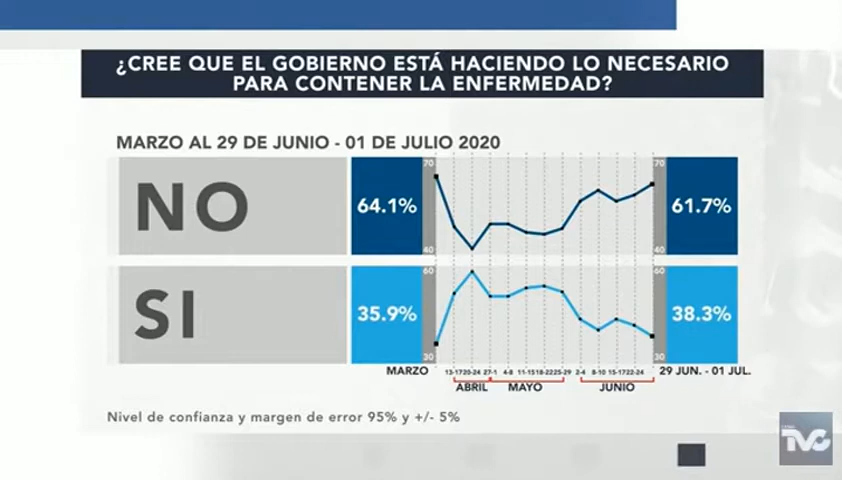 ¿CREE QUE EL GOBIERNO ESTÁ HACIENDO LO NECESARIO
PARA CONTENER LA ENFERMEDAD?
MARZO AL 29 DE JUNIO - 01 DE JULIO 2020
NO
64.1%
70
40
70
40
61.7%
SI
35.9%
60
30
60
30
38.3%
MARZO
13-17 20-24 27-1 4-8 11-15 18-22 25-29 2-4 8-10 15-17 22-24
29 JUN. - 01 JUL.
ABRIL MAYO JUNIO
Nivel de confianza y margen de error 95% y +/- 5%
TVC